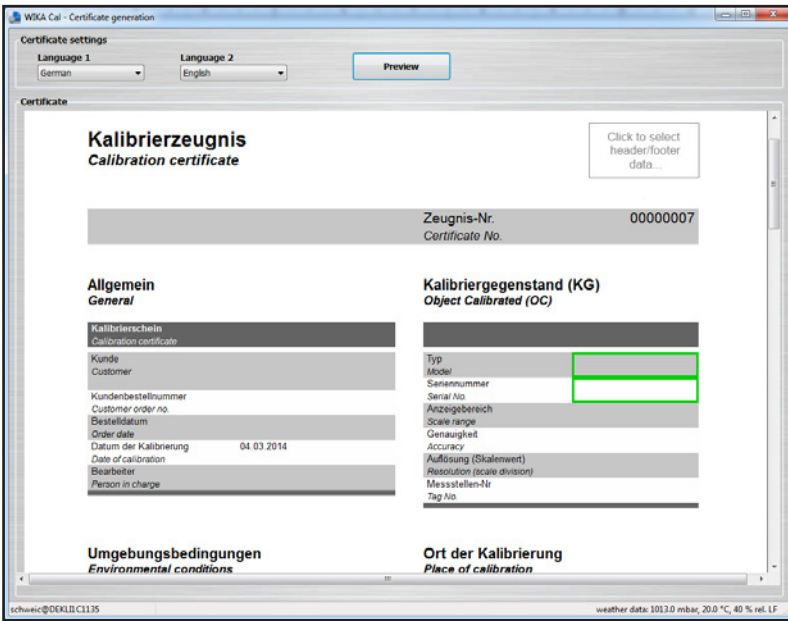 WIKA Cal - Certificate generation
Certificate settings
Language 1
Language 2
German
English
Preview
Certificate
Kalibrierzeugnis
Calibration certificate
Click to select
header/footer
data...
Zeugnis-Nr.
00000007
Certificate No.
Allgemein
General
Kalibrierschein
Calibration certificate
Kunde
Customer
Kundenbestellnummer
Customer order no.
Bestelldatum
Order date
Datum der Kalibrierung
04.03.2014
Date of calibration
Bearbeiter
Person in charge
Kalibriergegenstand (KG)
Object Calibrated (OC)
Typ
Model
Seriennummer
Serial No.
Anzeigebereich
Scale range
Genauigkeit
Accuracy
Auflösung (Skalenwert)
Resolution (scale division)
Messstellen-Nr
Tag No.
Umgebungsbedingungen
Environmental conditions
Ort der Kalibrierung
Place of calibration
weather data: 1013.0 mbar, 20.0 °C, 40 % rel. LF